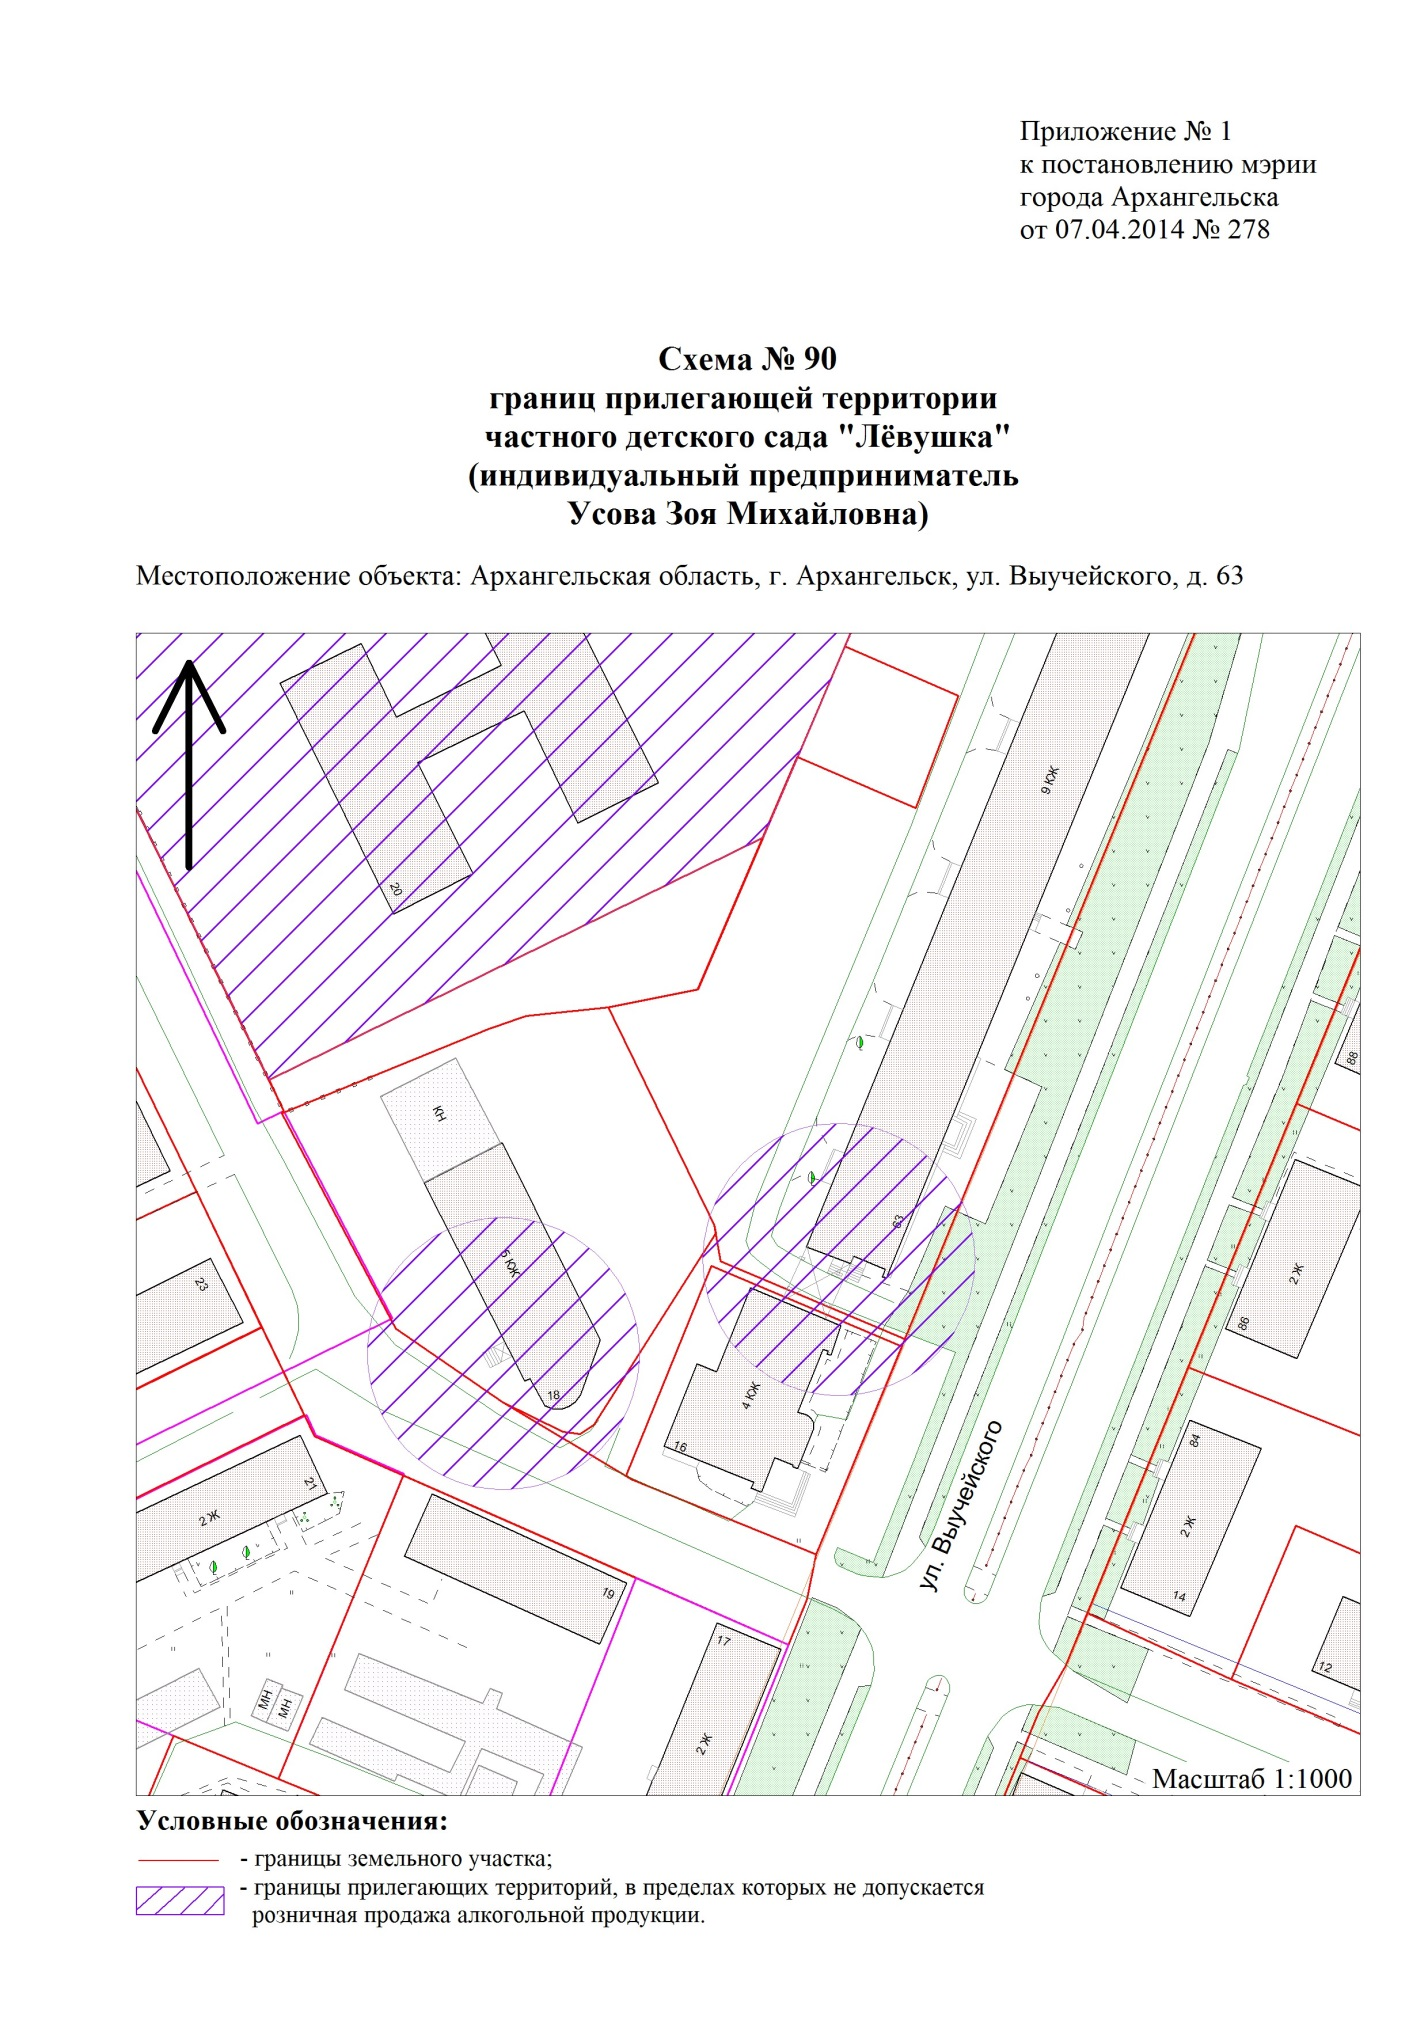 Приложение № 1
к постановлению мэрии
города Архангельска
от 07.04.2014 № 278
Схема № 90
границ прилегающей территории
частного детского сада "Лёвушка"
(индивидуальный предприниматель
Усова Зоя Михайловна)
Местоположение объекта: Архангельская область, г. Архангельск, ул. Выучейского, д. 63
9 КЖ
20
88
КН
63
5 КЖ
23
2 Ж
86
18
4 КЖ
16
84
21
2 Ж
ул. Выучейского
2 Ж
19
14
17
12
МН
МН
2 Ж
Масштаб 1:1000
Условные обозначения:
- границы земельного участка;
- границы прилегающих территорий, в пределах которых не допускается
розничная продажа алкогольной продукции.